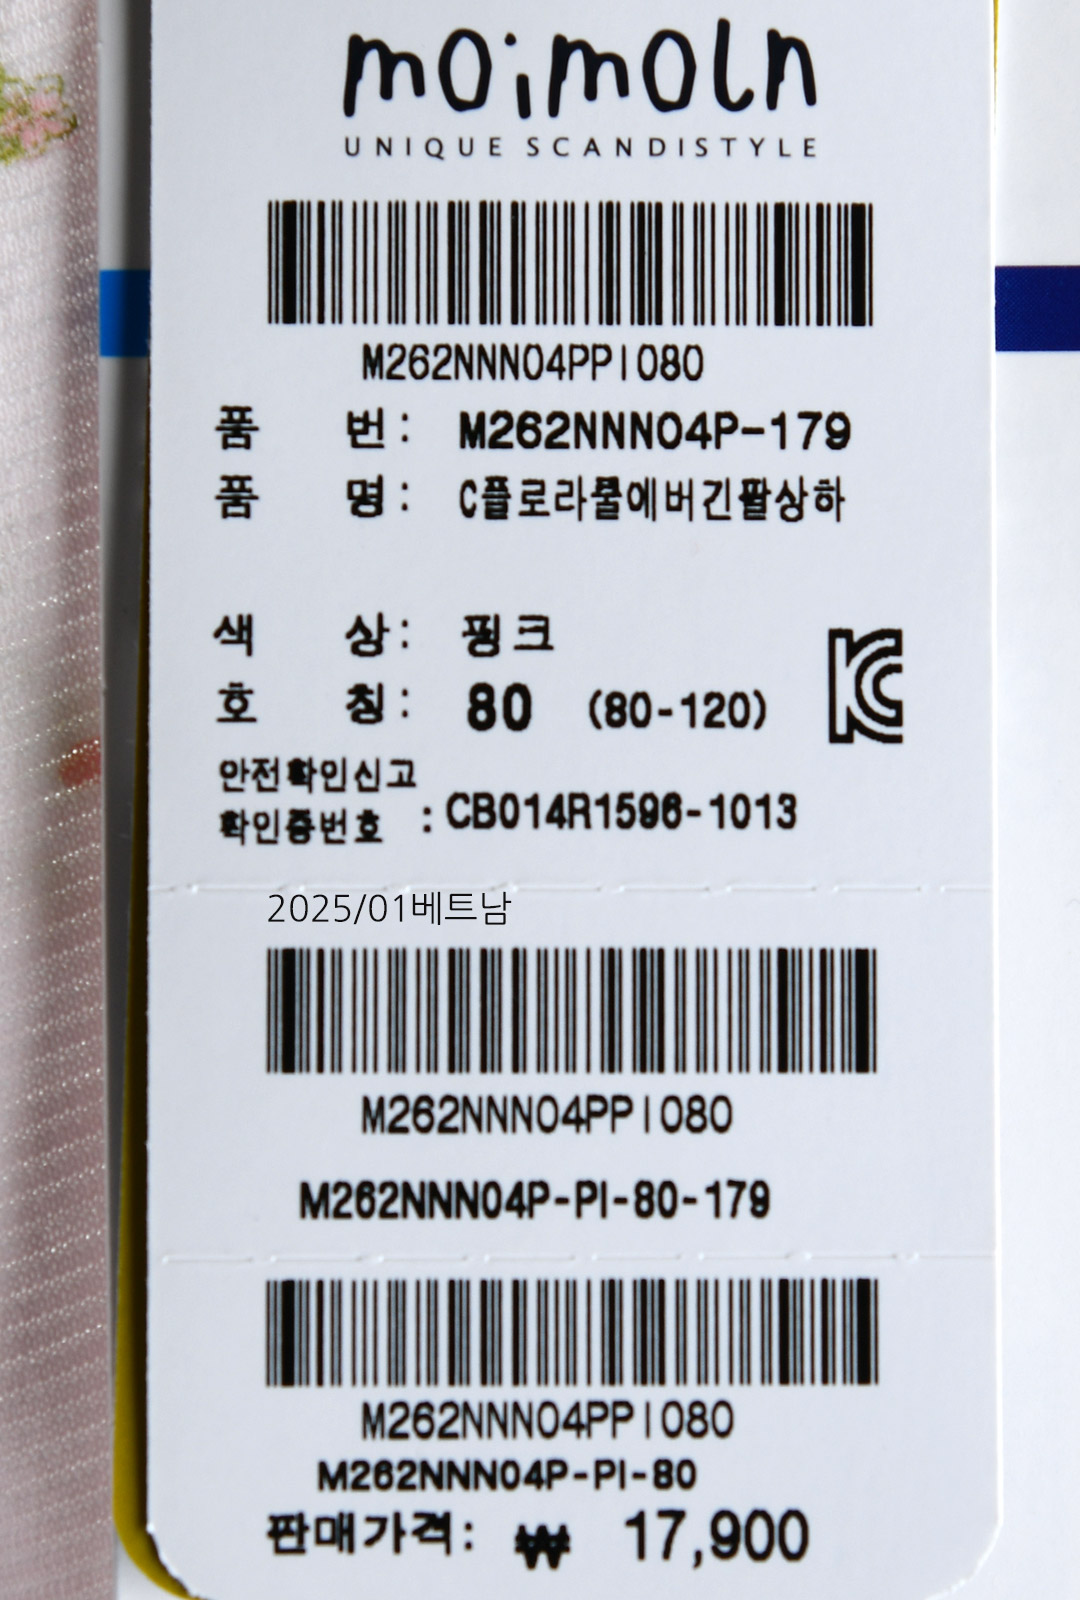 moimoln
UNIQUE SCANDISTYLE
M262NNN04PPI080
품 번 : M262NNN04P-179
품 명 : C플로라쿨에버긴팔상하
색 상 : 핑크
호 칭 : 80 (80-120)
안전확인신고
확인증번호 : CB014R1596-1013
2025/01베트남
M262NNN04PPI080
M262NNN04P-PI-80-179
M262NNN04PPI080
M262NNN04P-PI-80
판매가격: ₩ 17,900